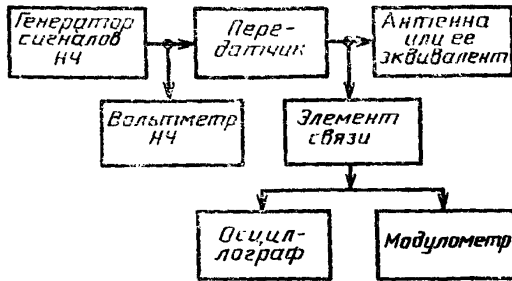 Генератор
сигналов
НЧ
Пере-
датчик
Антенна
или ее
эквивалент
Вольтметр
НЧ
Элемент
связи
Осцил-
лограф
Модулометр